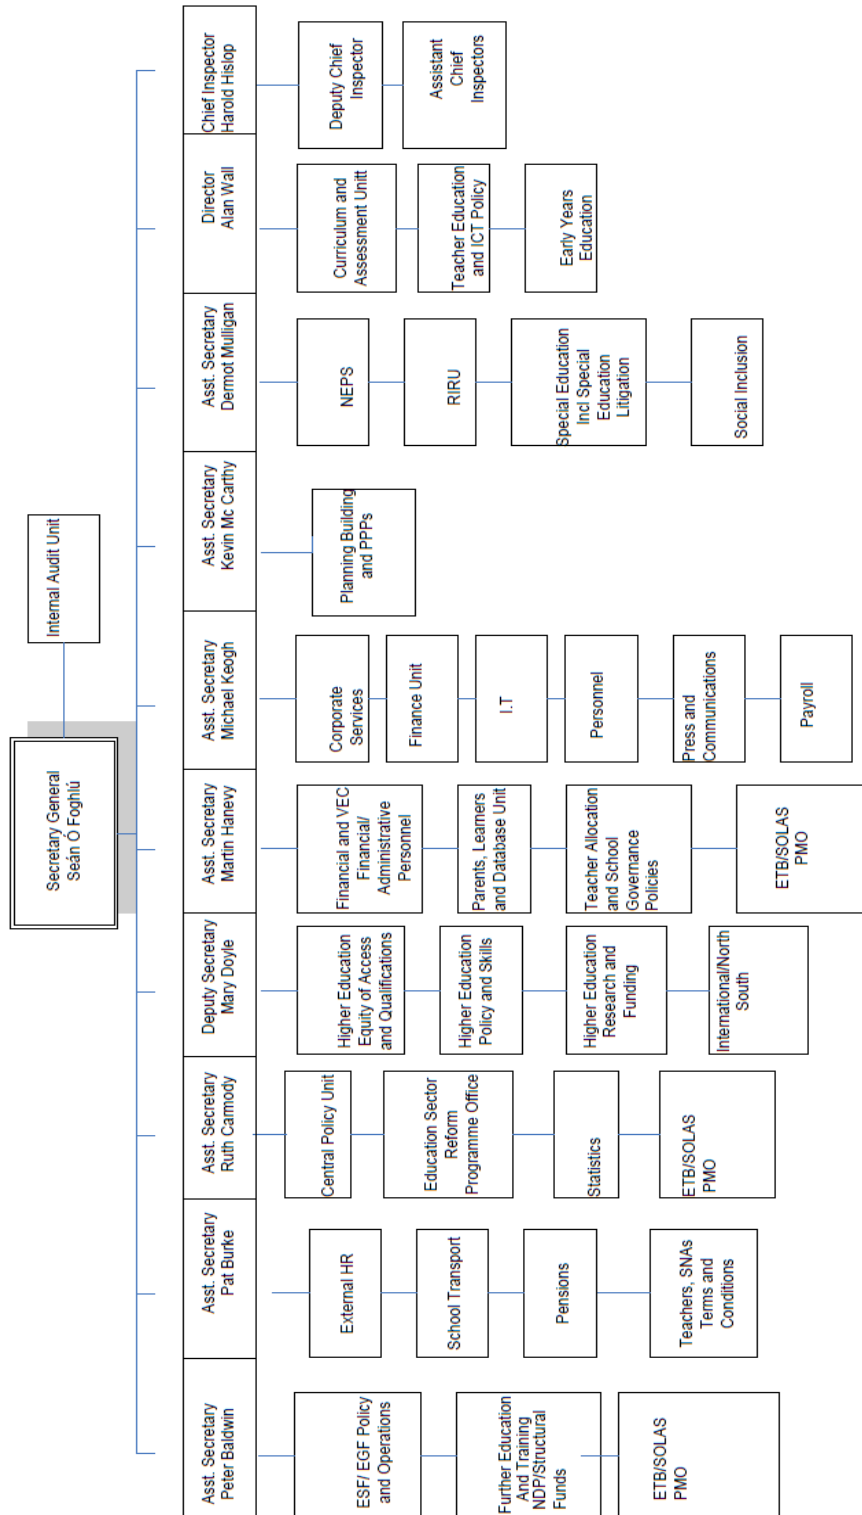 Secretary General
Seán Ó Foghlú
Internal Audit Unit
Asst. Secretary
Peter Baldwin
ESF/ EGF Policy
and Operations
Further Education
And Training
NDP/Structural
Funds
ETB/SOLAS
PMO
Asst. Secretary
Pat Burke
External HR
School Transport
Pensions
Teachers, SNAs
Terms and
Conditions
Asst. Secretary
Ruth Carmody
Central Policy Unit
Education Sector
Reform
Programme Office
Statistics
ETB/SOLAS
PMO
Deputy Secretary
Mary Doyle
Higher Education
Equity of Access
and Qualifications
Higher Education
Policy and Skills
Higher Education
Research and
Funding
International/North
South
Asst. Secretary
Martin Hanevy
Financial and VEC
Financial/
Administrative
Personnel
Parents, Learners
and Database Unit
Teacher Allocation
and School
Governance
Policies
ETB/SOLAS
PMO
Asst. Secretary
Michael Keogh
Corporate
Services
Finance Unit
I.T
Personnel
Press and
Communications
Payroll
Asst. Secretary
Kevin Mc Carthy
Planning Building
and PPPs
Asst. Secretary
Dermot Mulligan
NEPS
RIRU
Special Education
Incl Special
Education
Litigation
Social Inclusion
Director
Alan Wall
Curriculum and
Assessment Unitt
Teacher Education
and ICT Policy
Early Years
Education
Chief Inspector
Harold Hislop
Deputy Chief
Inspector
Assistant
Chief
Inspectors